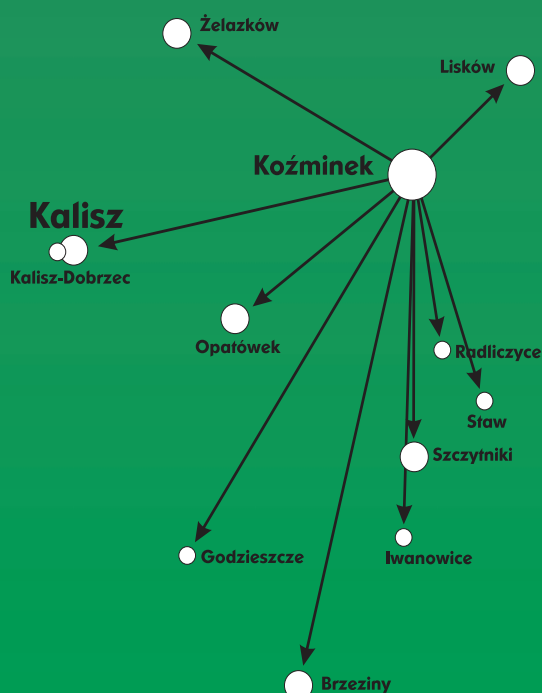 Żelazków
Lisków
Koźminek
Kalisz
Kalisz-Dobrzec
Opatówek
Radliczyce
Staw
Szczytniki
Godzieszcze
Iwanowice
Brzeziny